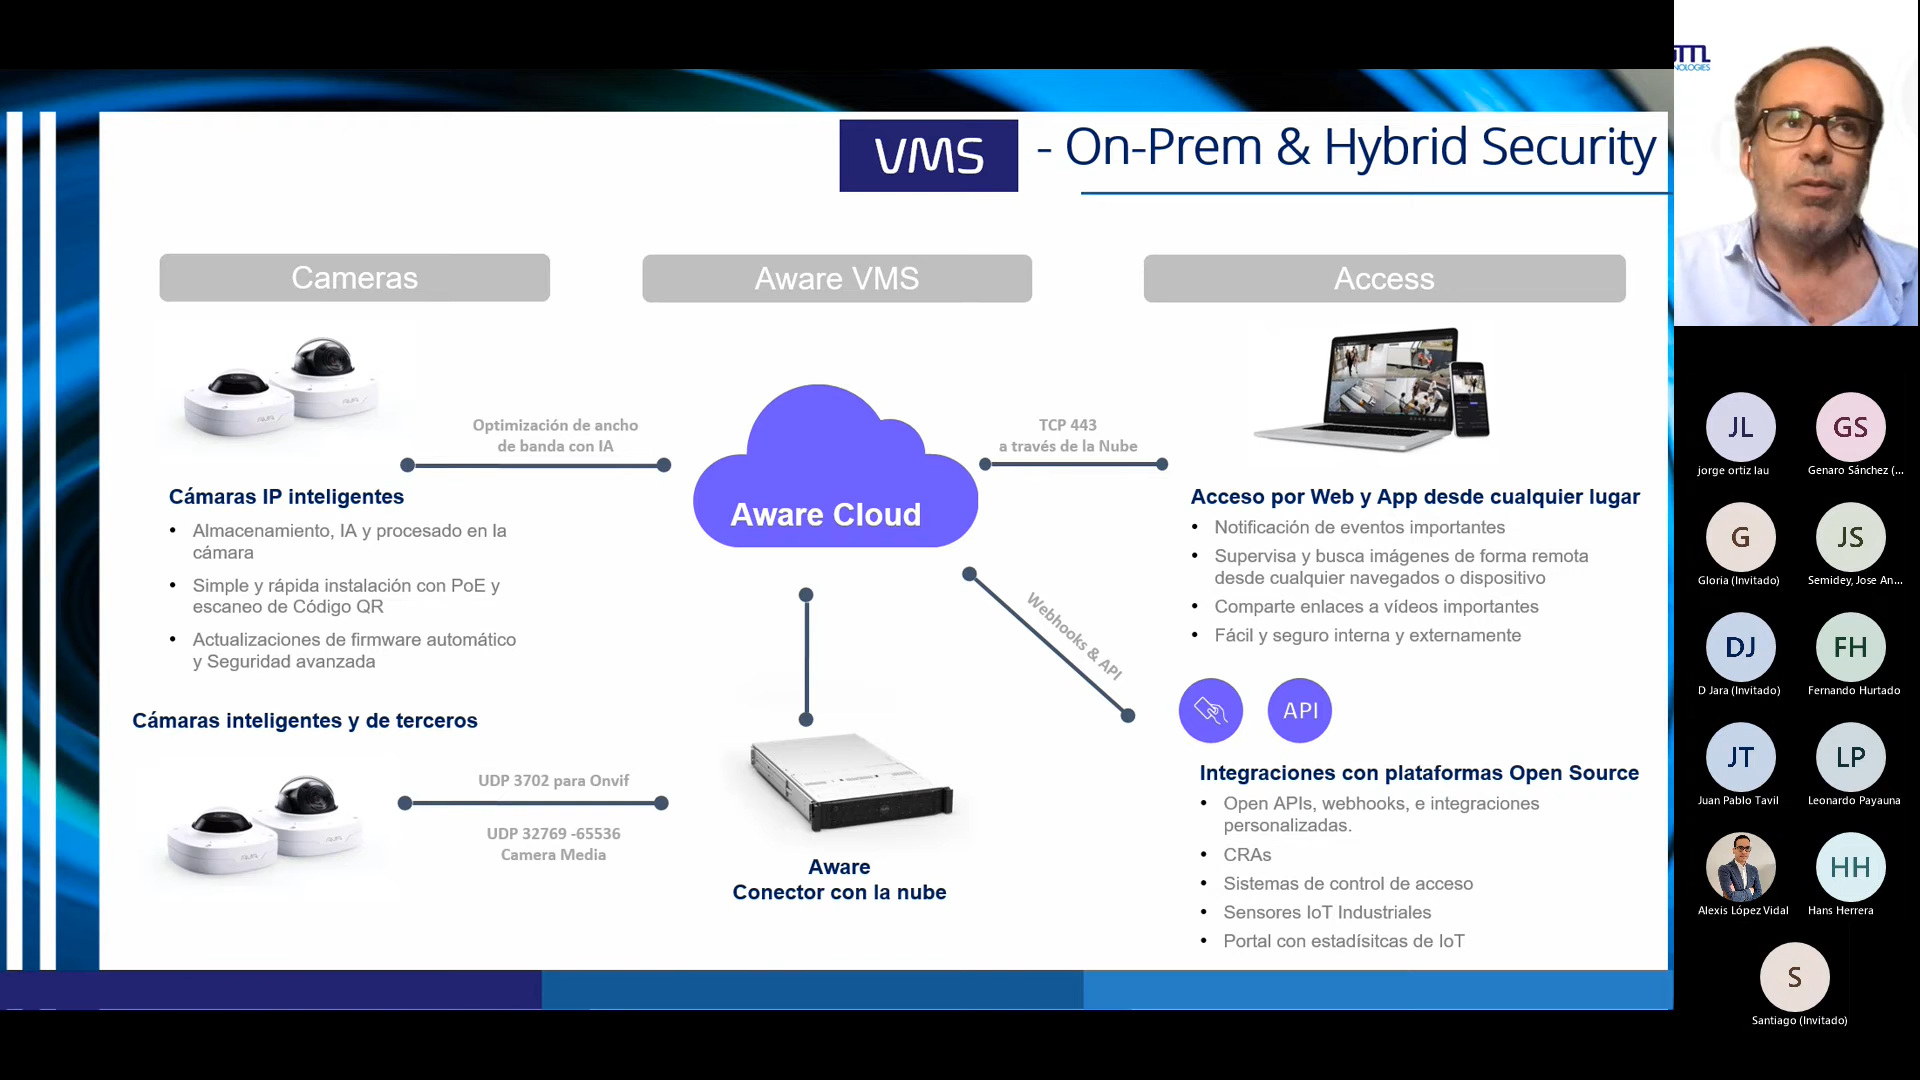 VMS - On-Prem & Hybrid Security
Cameras
Aware VMS
Access
Optimización de ancho
de banda con IA
Aware Cloud
TCP 443
a través de la Nube
Cámaras IP inteligentes
• Almacenamiento, IA y procesado en la
cámara
• Simple y rápida instalación con PoE y
escaneo de Código QR
• Actualizaciones de firmware automático
y Seguridad avanzada
Acceso por Web y App desde cualquier lugar
• Notificación de eventos importantes
• Supervisa y busca imágenes de forma remota
desde cualquier navegados o dispositivo
• Comparte enlaces a vídeos importantes
• Fácil y seguro interna y externamente
Webhooks & API
API
Cámaras inteligentes y de terceros
UDP 3702 para Onvif
UDP 32769 -65536
Camera Media
Aware
Conector con la nube
Integraciones con plataformas Open Source
• Open APIs, webhooks, e integraciones
personalizadas.
• CRAs
• Sistemas de control de acceso
• Sensores IoT Industriales
• Portal con estadísitcas de IoT
JL
jorge ortiz lau
GS
Genaro Sánchez (...
G
Gloria (Invitado)
JS
Semidey, Jose An...
DJ
D Jara (Invitado)
FH
Fernando Hurtado
JT
Juan Pablo Tavil
LP
Leonardo Payauna
Alexis López Vidal
HH
Hans Herrera
S
Santiago (Invitado)